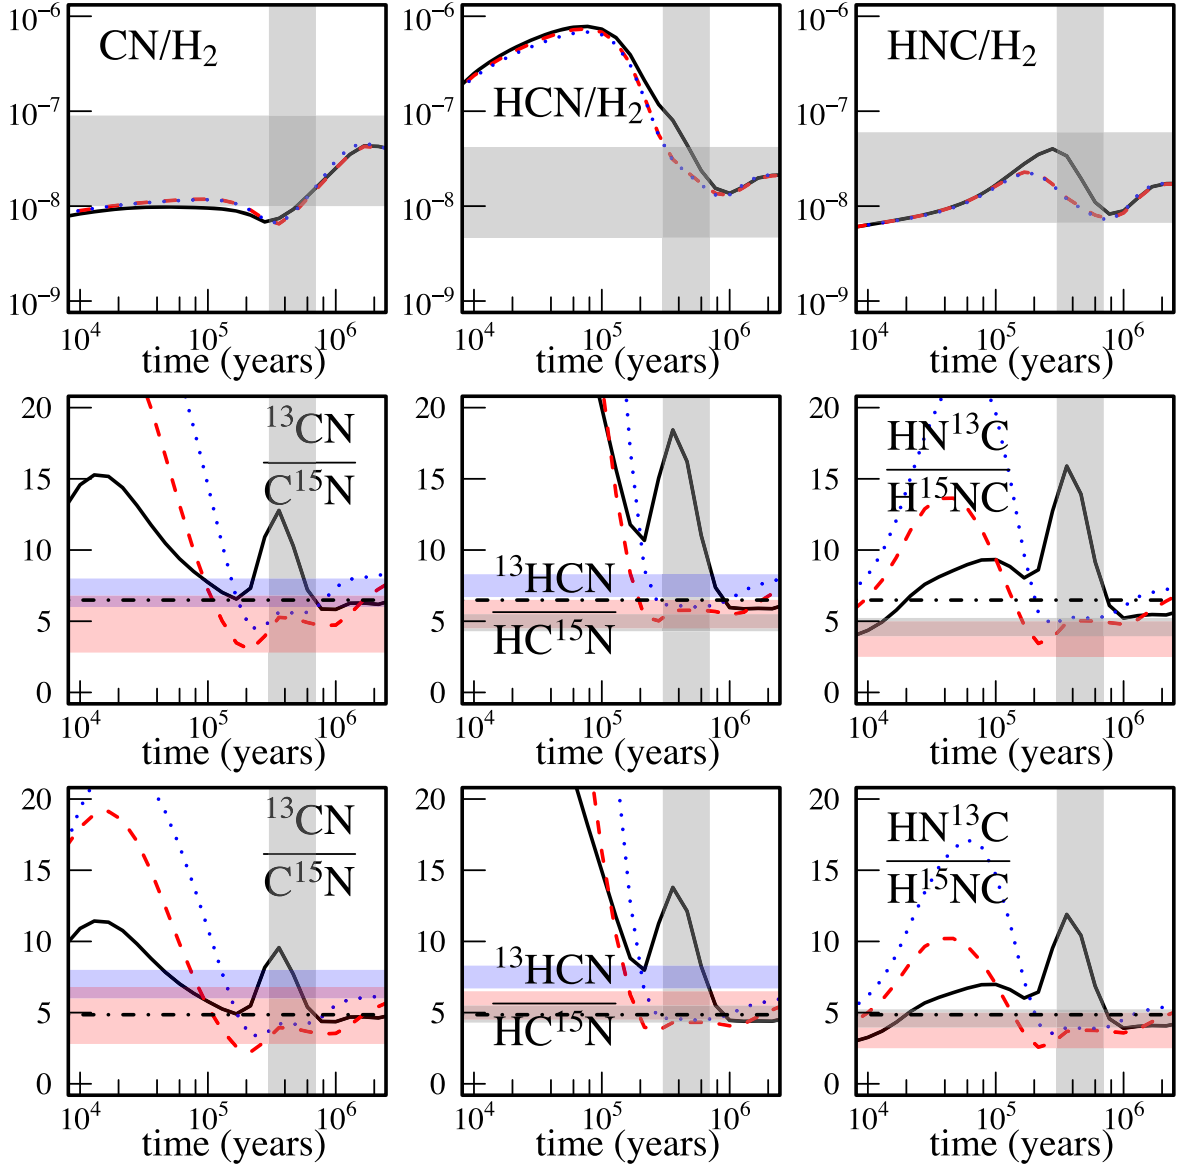 10⁻⁶
10⁻⁷
10⁻⁸
10⁻⁹
CN/H₂
10⁴ 10⁵ 10⁶
time (years)
10⁻⁶
10⁻⁷
10⁻⁸
10⁻⁹
HCN/H₂
10⁴ 10⁵ 10⁶
time (years)
10⁻⁶
10⁻⁷
10⁻⁸
10⁻⁹
HNC/H₂
10⁴ 10⁵ 10⁶
time (years)
20
15
10
5
0
¹³CN
C¹⁵N
10⁴ 10⁵ 10⁶
time (years)
20
15
10
5
0
¹³HCN
HC¹⁵N
10⁴ 10⁵ 10⁶
time (years)
20
15
10
5
0
HN¹³C
H¹⁵NC
10⁴ 10⁵ 10⁶
time (years)
20
15
10
5
0
¹³CN
C¹⁵N
10⁴ 10⁵ 10⁶
time (years)
20
15
10
5
0
¹³HCN
HC¹⁵N
10⁴ 10⁵ 10⁶
time (years)
20
15
10
5
0
HN¹³C
H¹⁵NC
10⁴ 10⁵ 10⁶
time (years)